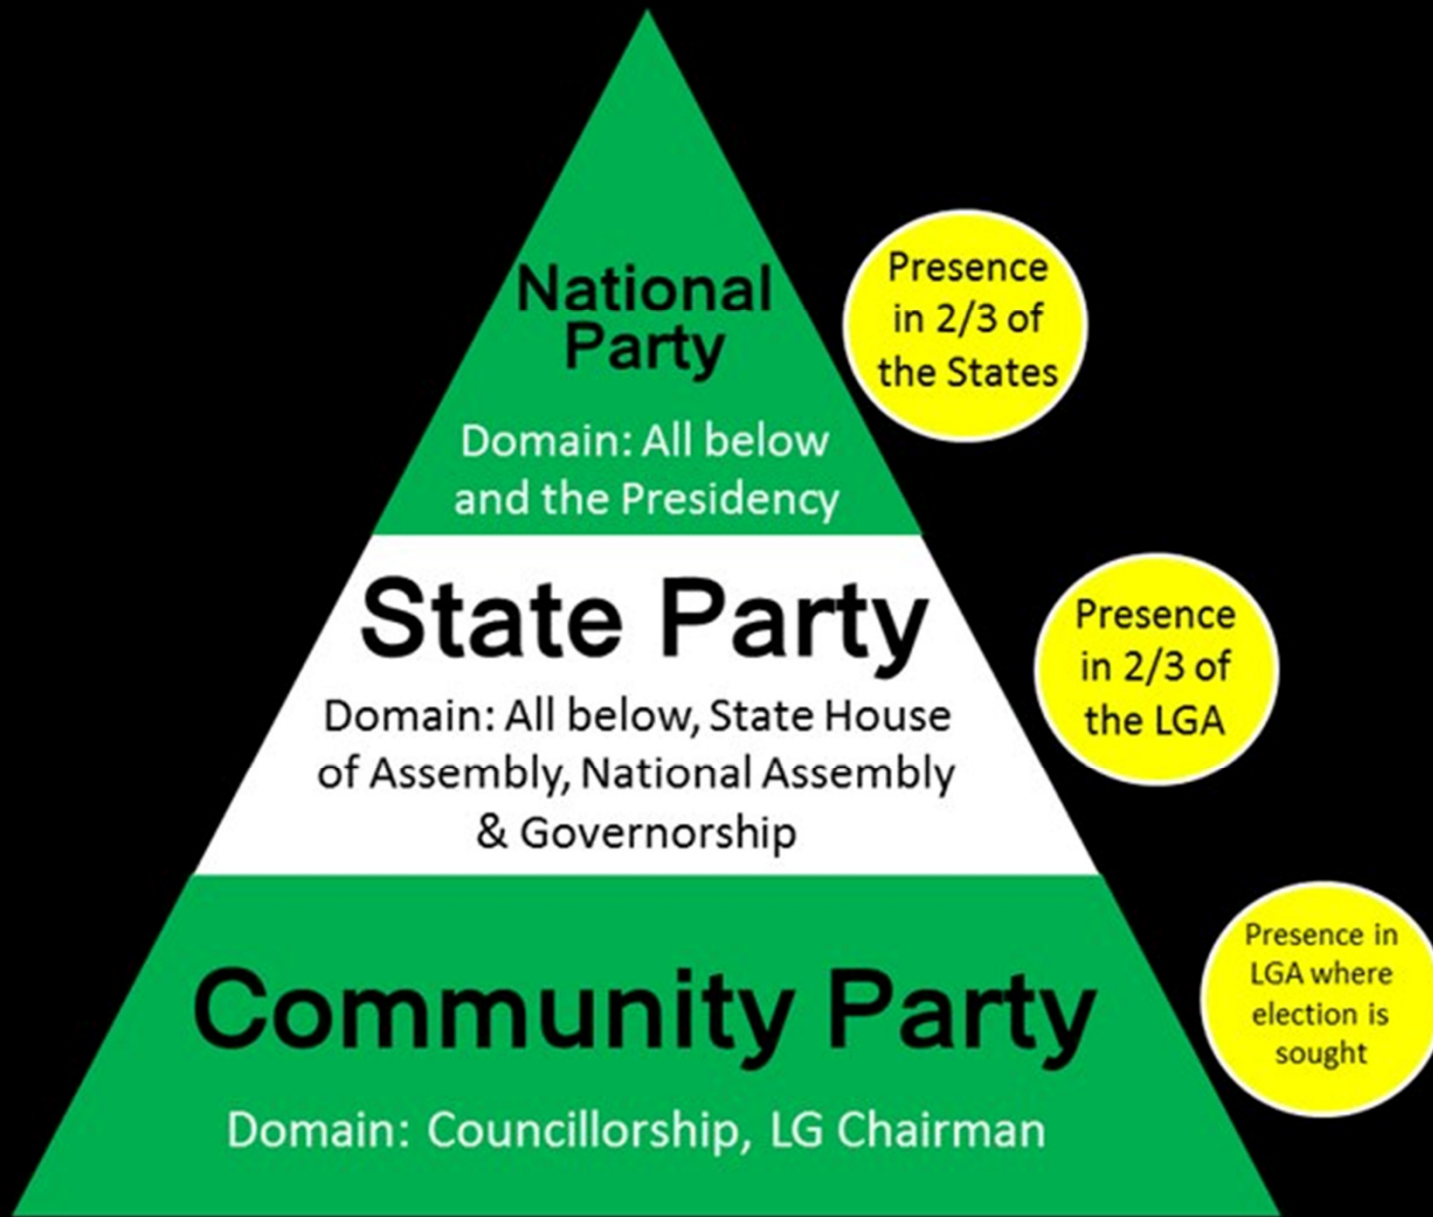 National
Party
Domain: All below
and the Presidency
Presence
in 2/3 of
the States
State Party
Domain: All below, State House
of Assembly, National Assembly
& Governorship
Presence
in 2/3 of
the LGA
Community Party
Domain: Councillorship, LG Chairman
Presence in
LGA where
election is
sought